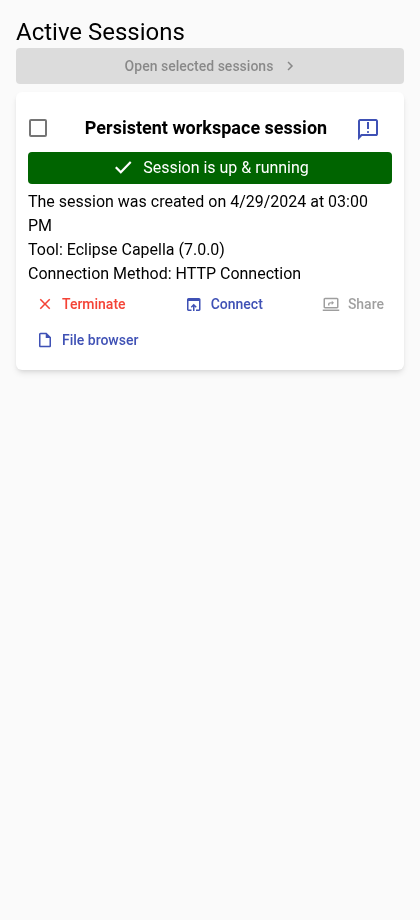 Active Sessions
Open selected sessions
Persistent workspace session
Session is up & running
The session was created on 4/29/2024 at 03:00
PM
Tool: Eclipse Capella (7.0.0)
Connection Method: HTTP Connection
Terminate
Connect
Share
File browser